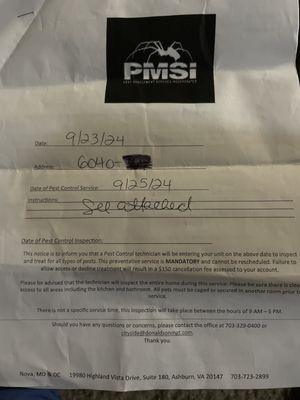 PMSi
PEST MANAGEMENT SERVICES INCORPORATED
Date: 9/23/24
Address: 6040-
Date of Pest Control Service: 9/25/24
Instructions: See attached
Date of Pest Control Inspection:
This notice is to inform you that a Pest Control technician will be entering your unit on the above date to inspect
and treat for all types of pests. This preventative service is MANDATORY and cannot be rescheduled. Failure to
allow access or decline treatment will result in a $150 cancellation fee assessed to your account.
Please be advised that the technician will inspect the entire home during this service. Please be sure there is clear
access to all areas including the kitchen and bathroom. All pets must be caped or secured in another room prior to
service.
There is not a specific service time, this inspection will take place between the hours of 9 AM – 5 PM.
Should you have any questions or concerns, please contact the office at 703-329-0400 or
cityside@donaldsonmgt.com.
Thank you.
Nova, MD & DC 19980 Highland Vista Drive, Suite 180, Ashburn, VA 20147 703-723-2899